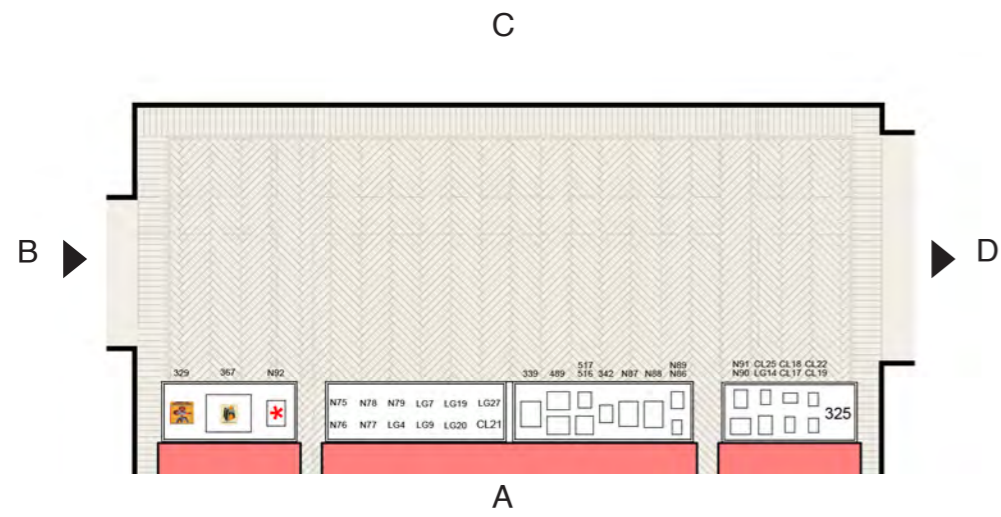 C
B
D
329 367 N92
339 489 517 516 342 N87 N88 N89 N86
N91 CL25 CL18 CL22
N90 LG14 CL17 CL19
N75 N78 N79 LG7 LG19 LG27
N76 N77 LG4 LG9 LG20 CL21
325
A